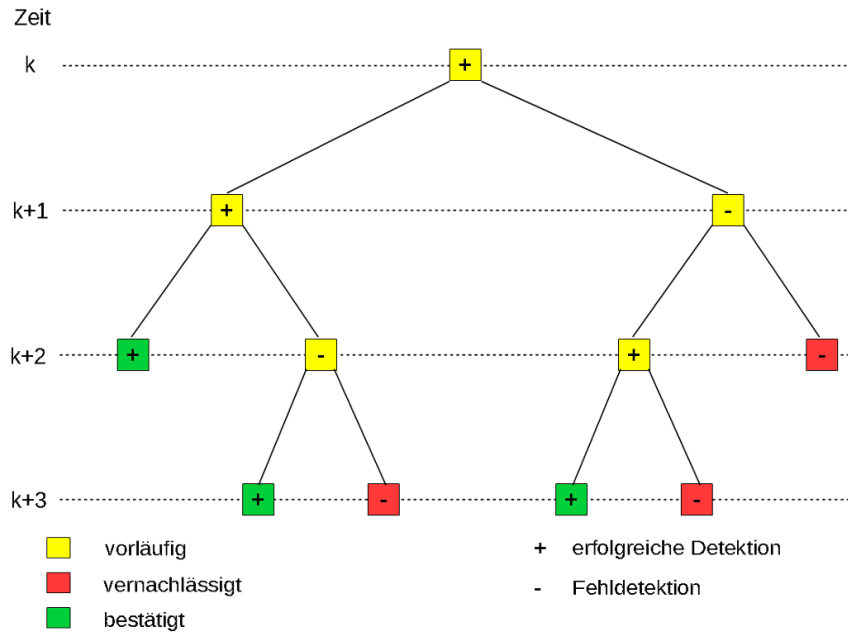 Zeit
k +
k+1 + -
k+2 + - + -
k+3 + - + -
vorläufig + erfolgreiche Detektion
vernachlässigt - Fehldetektion
bestätigt